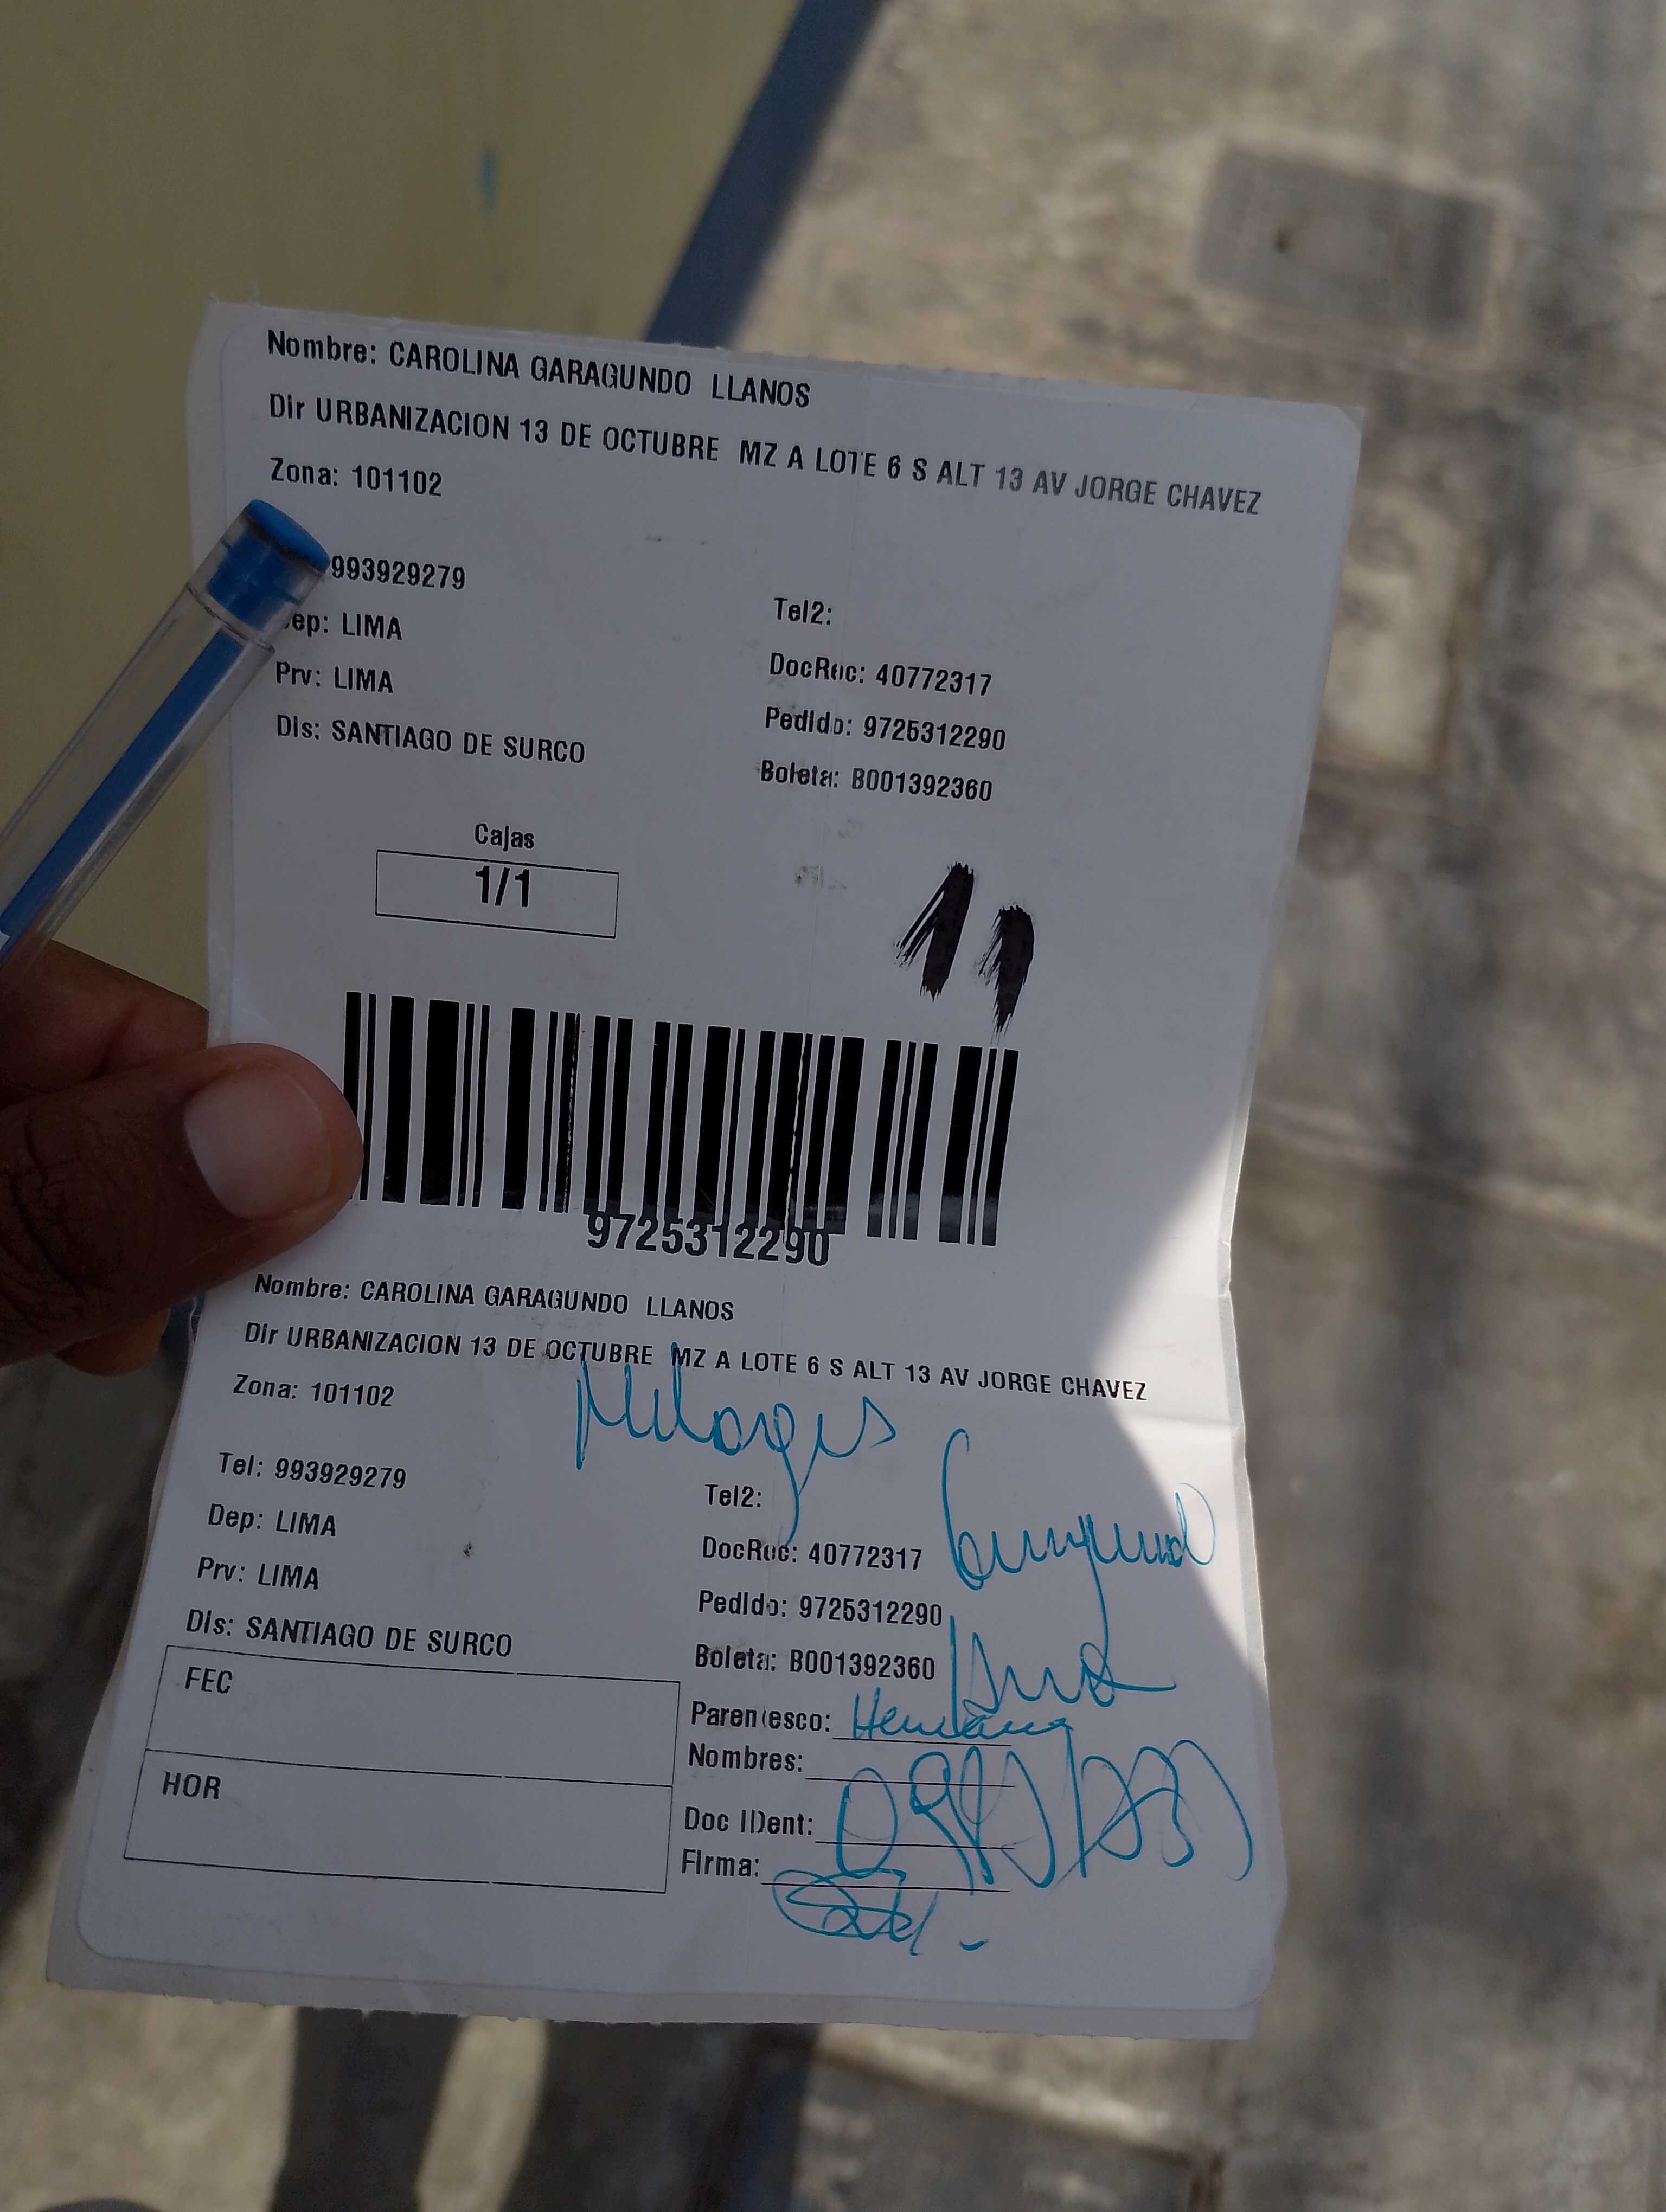 Nombre: CAROLINA GARAGUNDO LLANOS
Dir URBANIZACION 13 DE OCTUBRE MZ A LOTE 6 S ALT 13 AV JORGE CHAVEZ
Zona: 101102
993929279
Tel2:
ep: LIMA
DocRec: 40772317
Prv: LIMA
Pedido: 9725312290
Dis: SANTIAGO DE SURCO
Boleta: B001392360
Cajas
1/1
11
9725312290
Nombre: CAROLINA GARAGUNDO LLANOS
Dir URBANIZACION 13 DE OCTUBRE MZ A LOTE 6 S ALT 13 AV JORGE CHAVEZ
Zona: 101102
Milagros
Tel: 993929279
Tel2:
Dep: LIMA
DocRec: 40772317
Prv: LIMA
Pedido: 9725312290
Dis: SANTIAGO DE SURCO
Boleta: B001392360
FEC
Parentesco: Hermana
Nombres:
HOR
Doc IDent:
Firma: